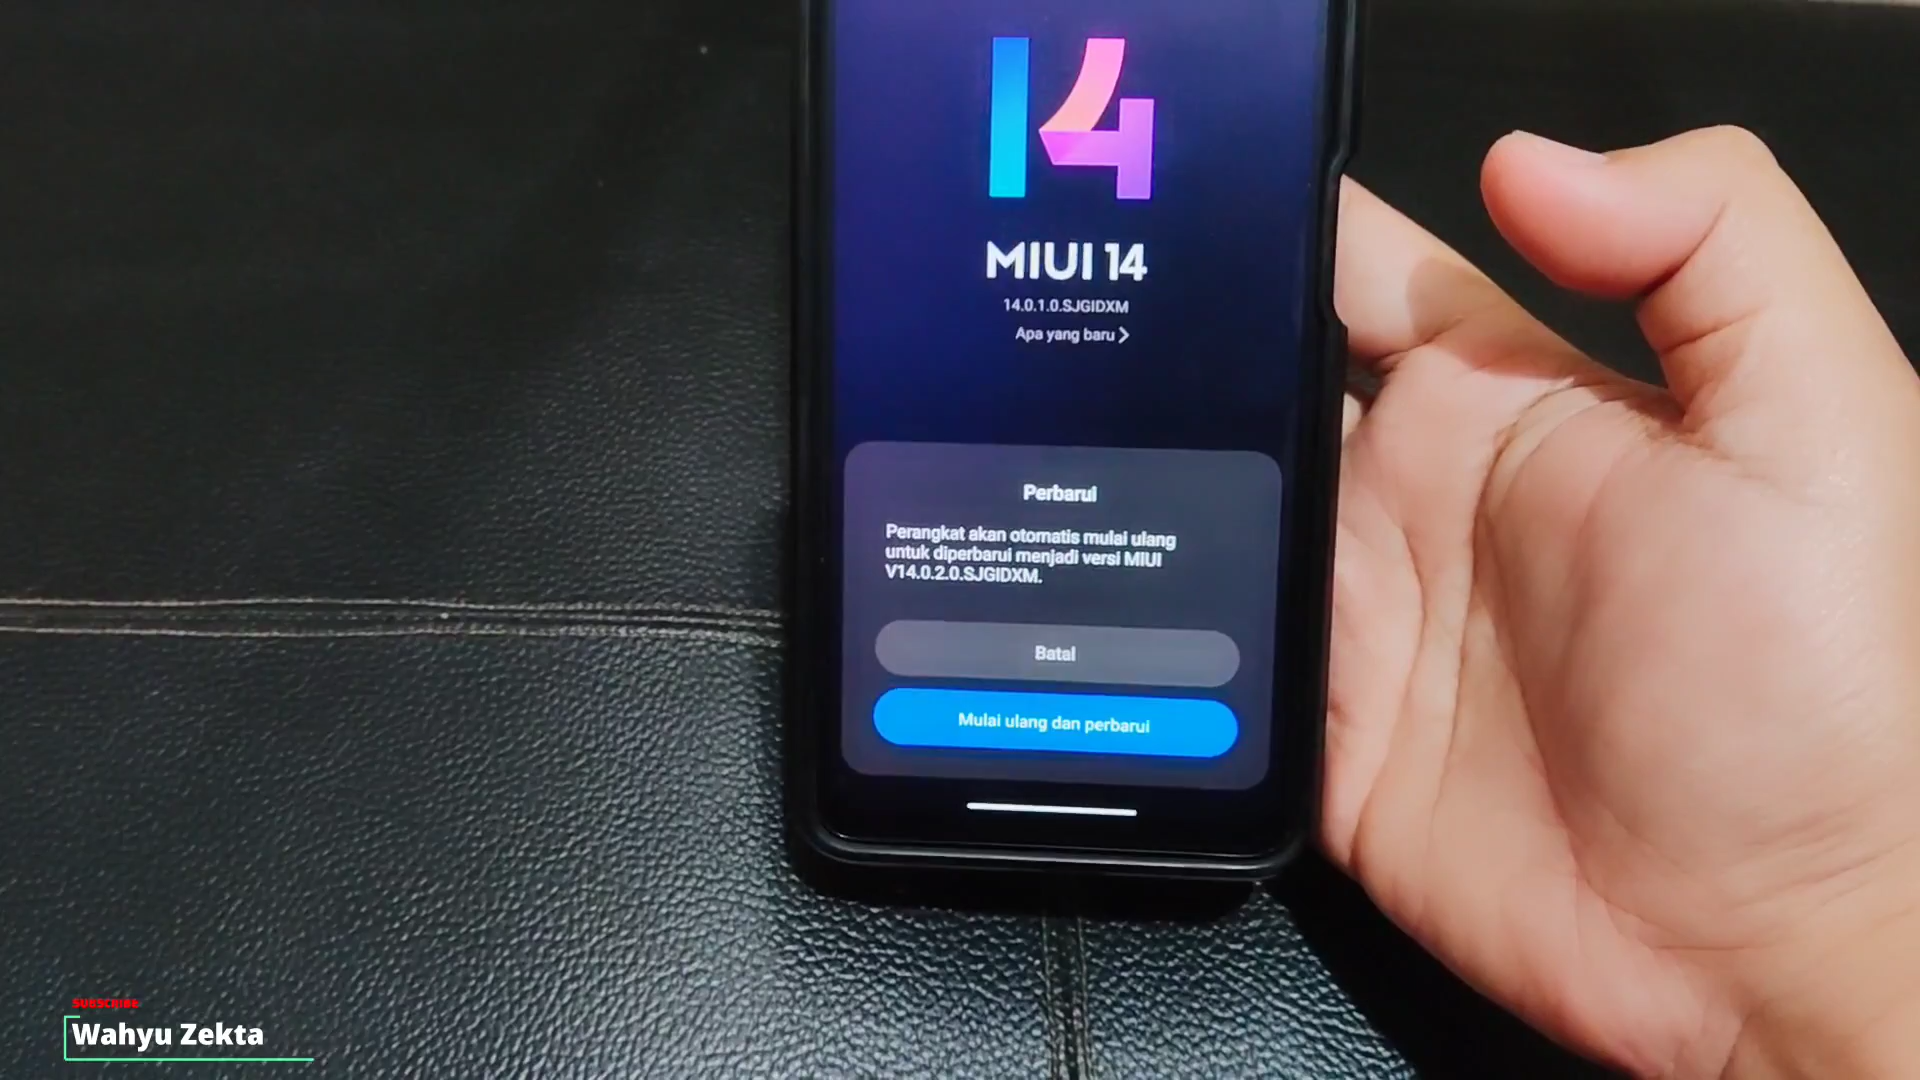 14
MIUI 14
14.0.1.0.SJGIDXM
Apa yang baru >
Perbarui
Perangkat akan otomatis mulai ulang
untuk diperbarui menjadi versi MIUI
V14.0.2.0.SJGIDXM.
Batal
Mulai ulang dan perbarui
SUBSCRIBE
Wahyu Zekta